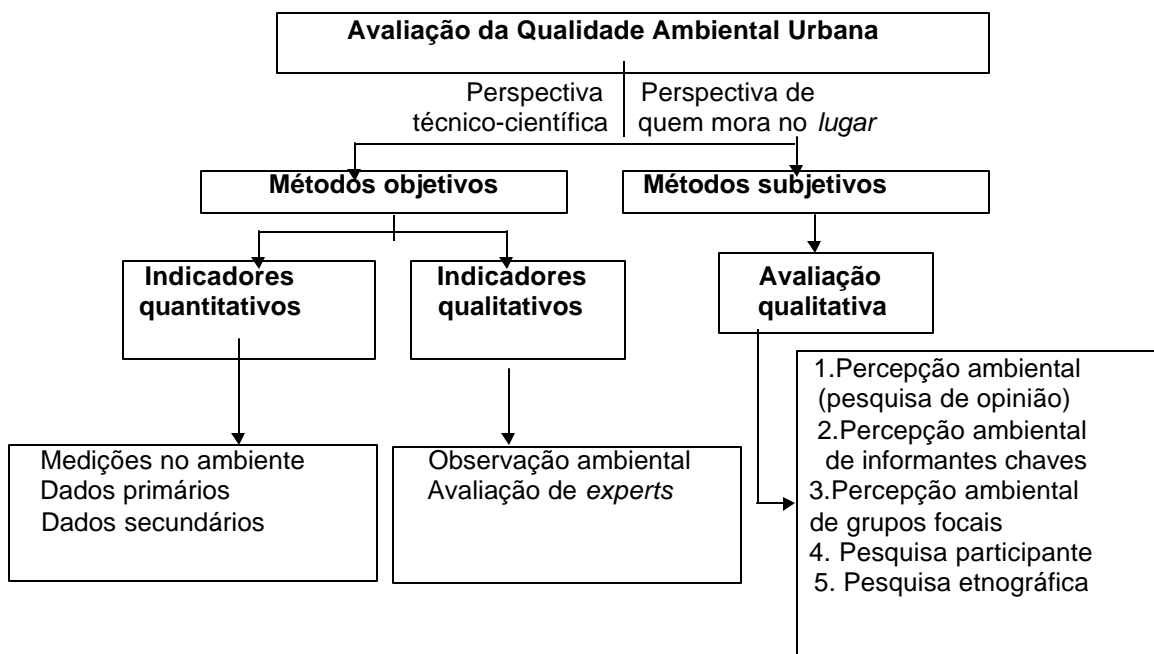 Avaliação da Qualidade Ambiental Urbana
Perspectiva
técnico-científica
Perspectiva de
quem mora no lugar
Métodos objetivos
Métodos subjetivos
Indicadores
quantitativos
Indicadores
qualitativos
Avaliação
qualitativa
Medições no ambiente
Dados primários
Dados secundários
Observação ambiental
Avaliação de experts
1.Percepção ambiental
(pesquisa de opinião)
2.Percepção ambiental
de informantes chaves
3.Percepção ambiental
de grupos focais
4. Pesquisa participante
5. Pesquisa etnográfica